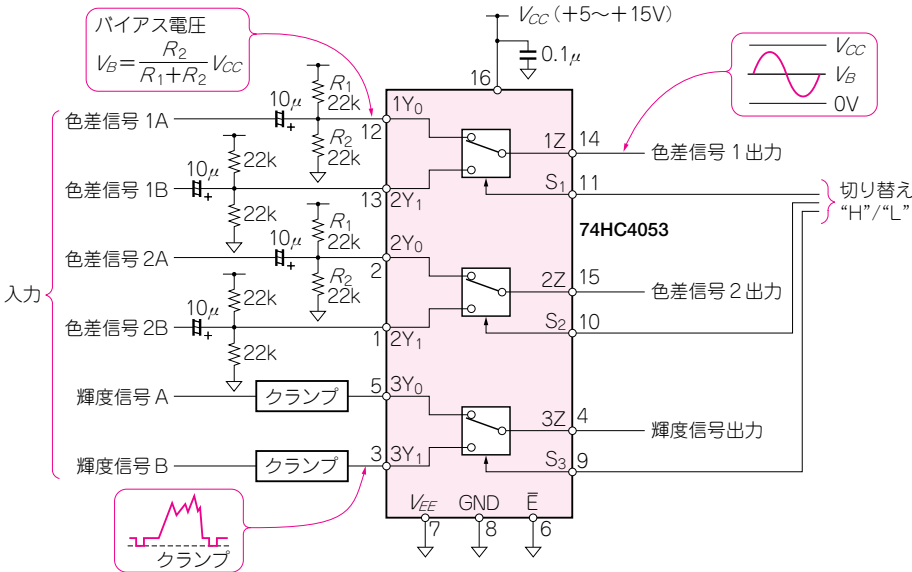 バイアス電圧
V_B = R_2 / (R_1+R_2) V_CC
V_CC（+5〜+15V）
0.1μ
16
V_CC
V_B
0V
入力
色差信号 1A
10μ
R_1
22k
R_2
22k
12
1Y_0
色差信号 1B
10μ
22k
22k
13
2Y_1
色差信号 2A
10μ
R_1
22k
R_2
22k
2
2Y_0
色差信号 2B
10μ
22k
22k
1
2Y_1
輝度信号 A
クランプ
5
3Y_0
輝度信号 B
クランプ
3
3Y_1
クランプ
1Z
14
色差信号 1 出力
S_1
11
切り替え
“H”/“L”
74HC4053
2Z
15
色差信号 2 出力
S_2
10
3Z
4
輝度信号出力
S_3
9
V_EE
GND
E̅
7
8
6